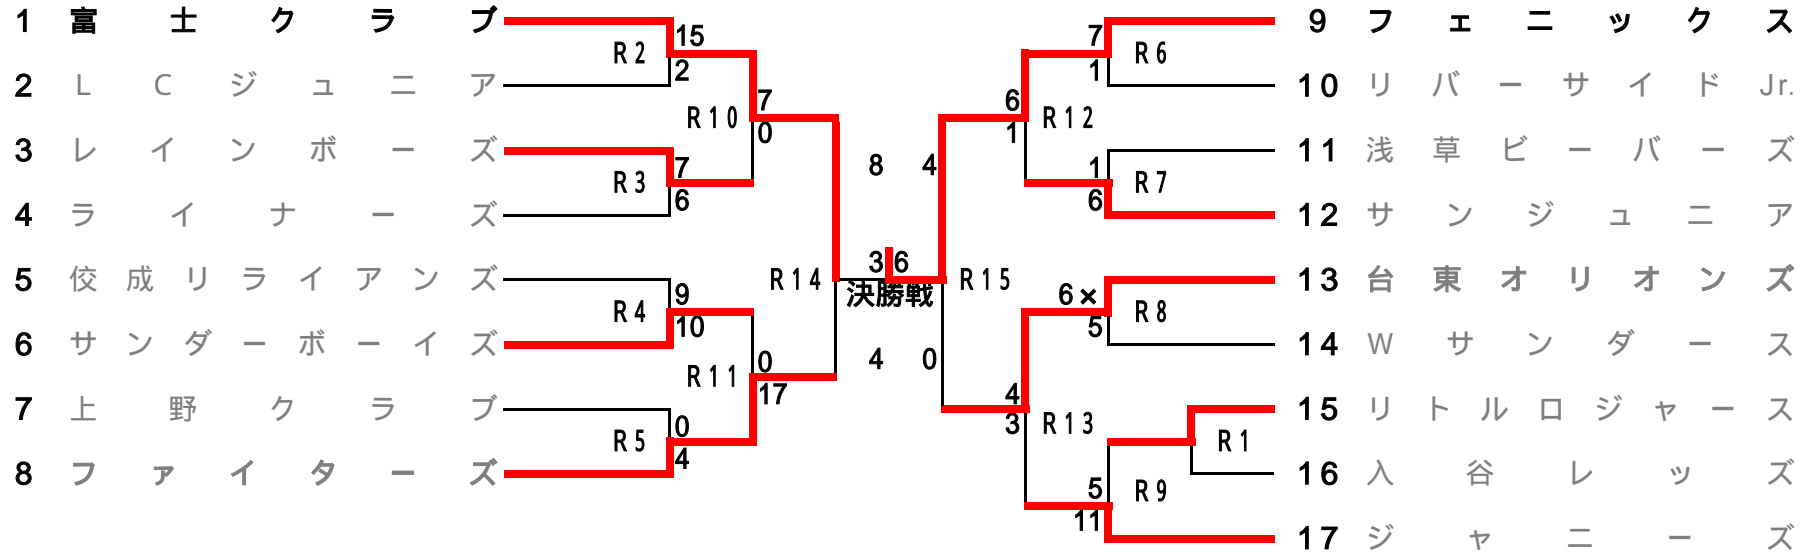 1 富士クラブ
2 LCジュニア
3 レインボーズ
4 ライナーズ
5 佼成リライアンズ
6 サンダーボーイズ
7 上野クラブ
8 ファイターズ
R2 15 2
R3 7 6
R4 9 10
R5 0 4
R10 7 0
R11 0 17
R14 8 4
決勝戦 3 6
R15 4 0
R12 6 1
R13 4 3
R6 7 1
R7 1 6
R8 6× 5
R9 5 11
R1
9 フェニックス
10 リバーサイドJr.
11 浅草ビーバーズ
12 サンジュニア
13 台東オリオンズ
14 Wサンダース
15 リトルロジャース
16 入谷レッズ
17 ジャニーズ